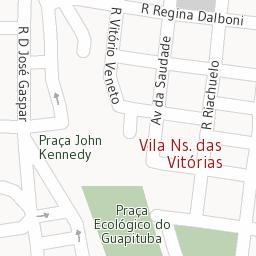 R Regina Dalboni
R D José Gaspar
R Vitório Veneto
Av da Saudade
R Riachuelo
Praça John
Kennedy
Vila Ns. das
Vitórias
Praça
Ecológico do
Guapituba